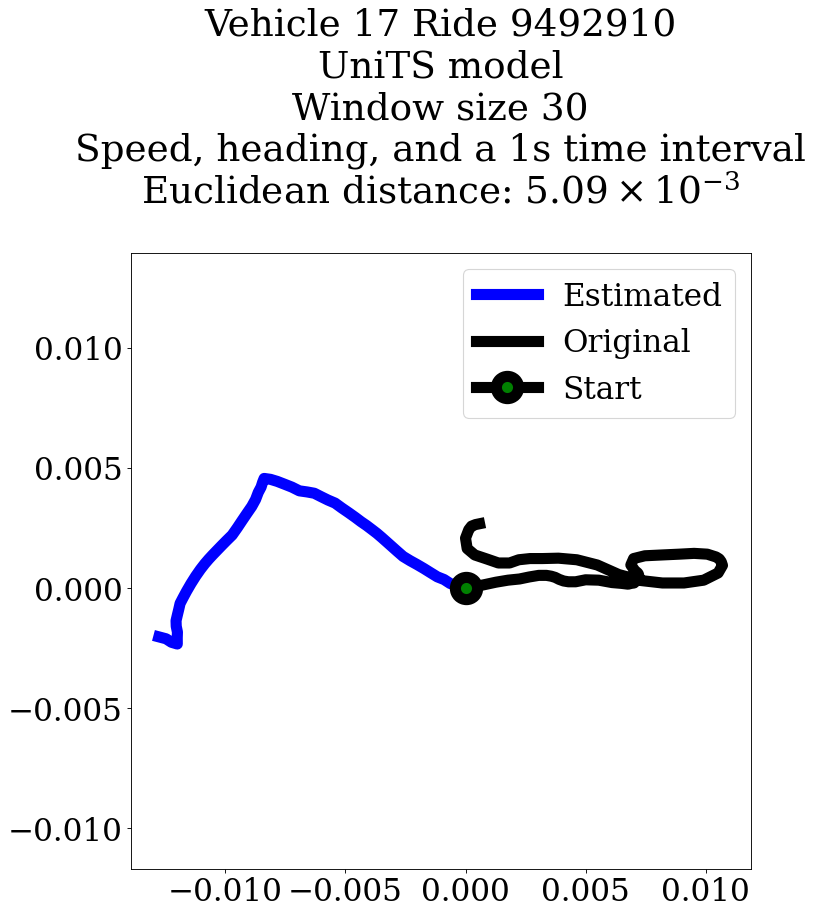 Vehicle 17 Ride 9492910
UniTS model
Window size 30
Speed, heading, and a 1s time interval
Euclidean distance: 5.09 × 10⁻³
Estimated
Original
Start
0.010
0.005
0.000
−0.005
−0.010
−0.010 −0.005 0.000 0.005 0.010